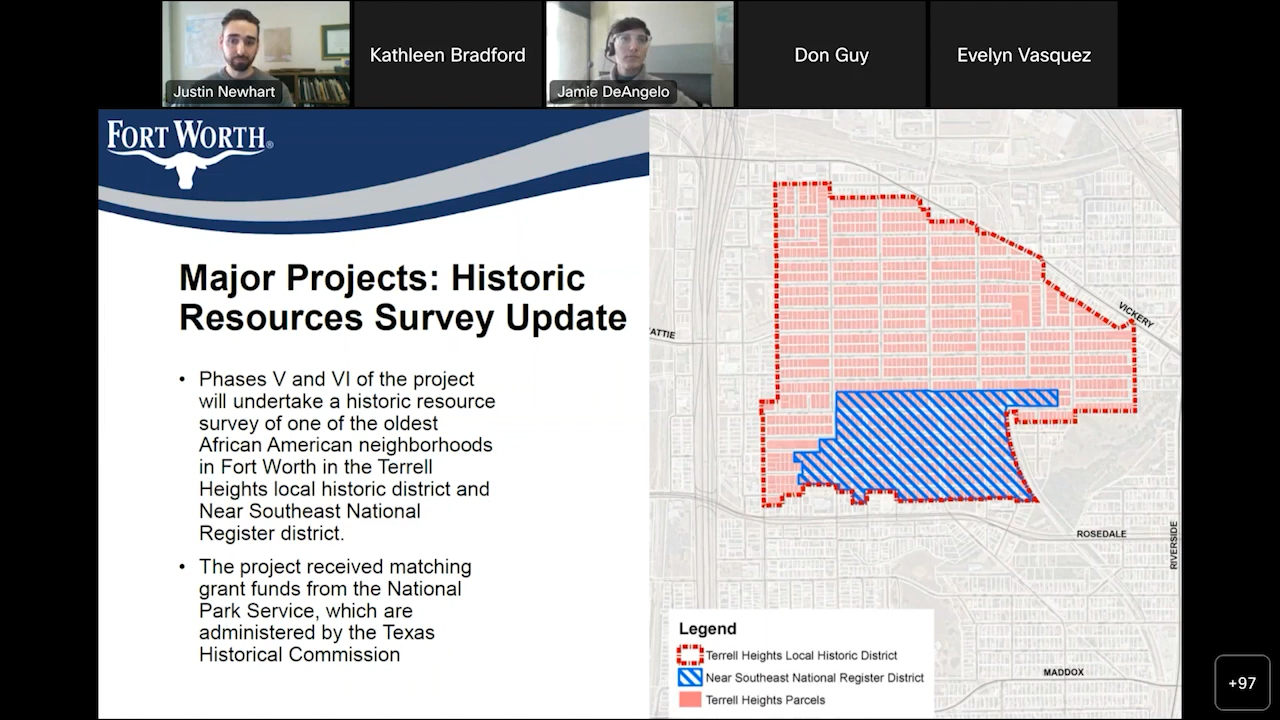 Justin Newhart
Kathleen Bradford
Jamie DeAngelo
Don Guy
Evelyn Vasquez
FORT WORTH®
Major Projects: Historic
Resources Survey Update
• Phases V and VI of the project
will undertake a historic resource
survey of one of the oldest
African American neighborhoods
in Fort Worth in the Terrell
Heights local historic district and
Near Southeast National
Register district.
• The project received matching
grant funds from the National
Park Service, which are
administered by the Texas
Historical Commission
VICKERY
ATTIE
ROSEDALE
RIVERSIDE
MADDOX
Legend
Terrell Heights Local Historic District
Near Southeast National Register District
Terrell Heights Parcels
+97